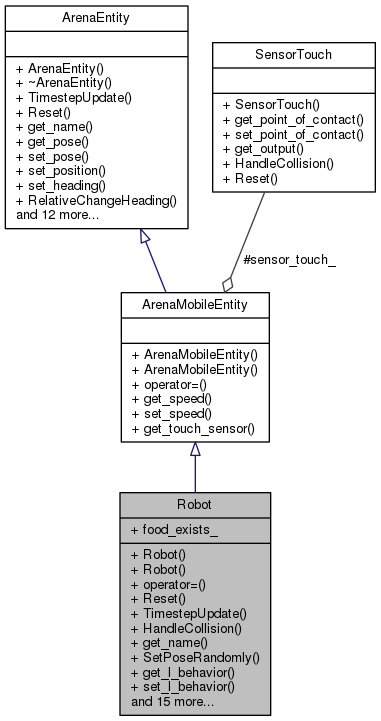 ArenaEntity
+ ArenaEntity()
+ ~ArenaEntity()
+ TimestepUpdate()
+ Reset()
+ get_name()
+ get_pose()
+ set_pose()
+ set_position()
+ set_heading()
+ RelativeChangeHeading()
and 12 more...
SensorTouch
+ SensorTouch()
+ get_point_of_contact()
+ set_point_of_contact()
+ get_output()
+ HandleCollision()
+ Reset()
#sensor_touch_
ArenaMobileEntity
+ ArenaMobileEntity()
+ ArenaMobileEntity()
+ operator=()
+ get_speed()
+ set_speed()
+ get_touch_sensor()
Robot
+ food_exists_
+ Robot()
+ Robot()
+ operator=()
+ Reset()
+ TimestepUpdate()
+ HandleCollision()
+ get_name()
+ SetPoseRandomly()
+ get_l_behavior()
+ set_l_behavior()
and 15 more...